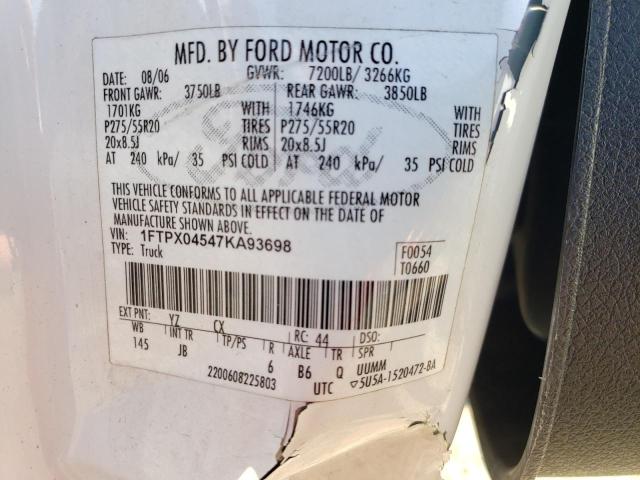 MFD. BY FORD MOTOR CO.
DATE: 08/06 GVWR: 7200LB/ 3266KG
FRONT GAWR: 3750LB REAR GAWR: 3850LB
1701KG WITH 1746KG WITH
P275/55R20 TIRES P275/55R20 TIRES
20x8.5J RIMS 20x8.5J RIMS
AT 240 kPa/ 35 PSI COLD AT 240 kPa/ 35 PSI COLD
Ford
THIS VEHICLE CONFORMS TO ALL APPLICABLE FEDERAL MOTOR
VEHICLE SAFETY STANDARDS IN EFFECT ON THE DATE OF
MANUFACTURE SHOWN ABOVE.
VIN: 1FTPX04547KA93698
TYPE: Truck
F0054
T0660
EXT PNT: YZ CX RC: 44 DSO:
WB INT TR TP/PS R AXLE TR SPR
145 JB 6 B6 Q UUMM
2200608225803 UTC ▽5U5A-1520472-BA